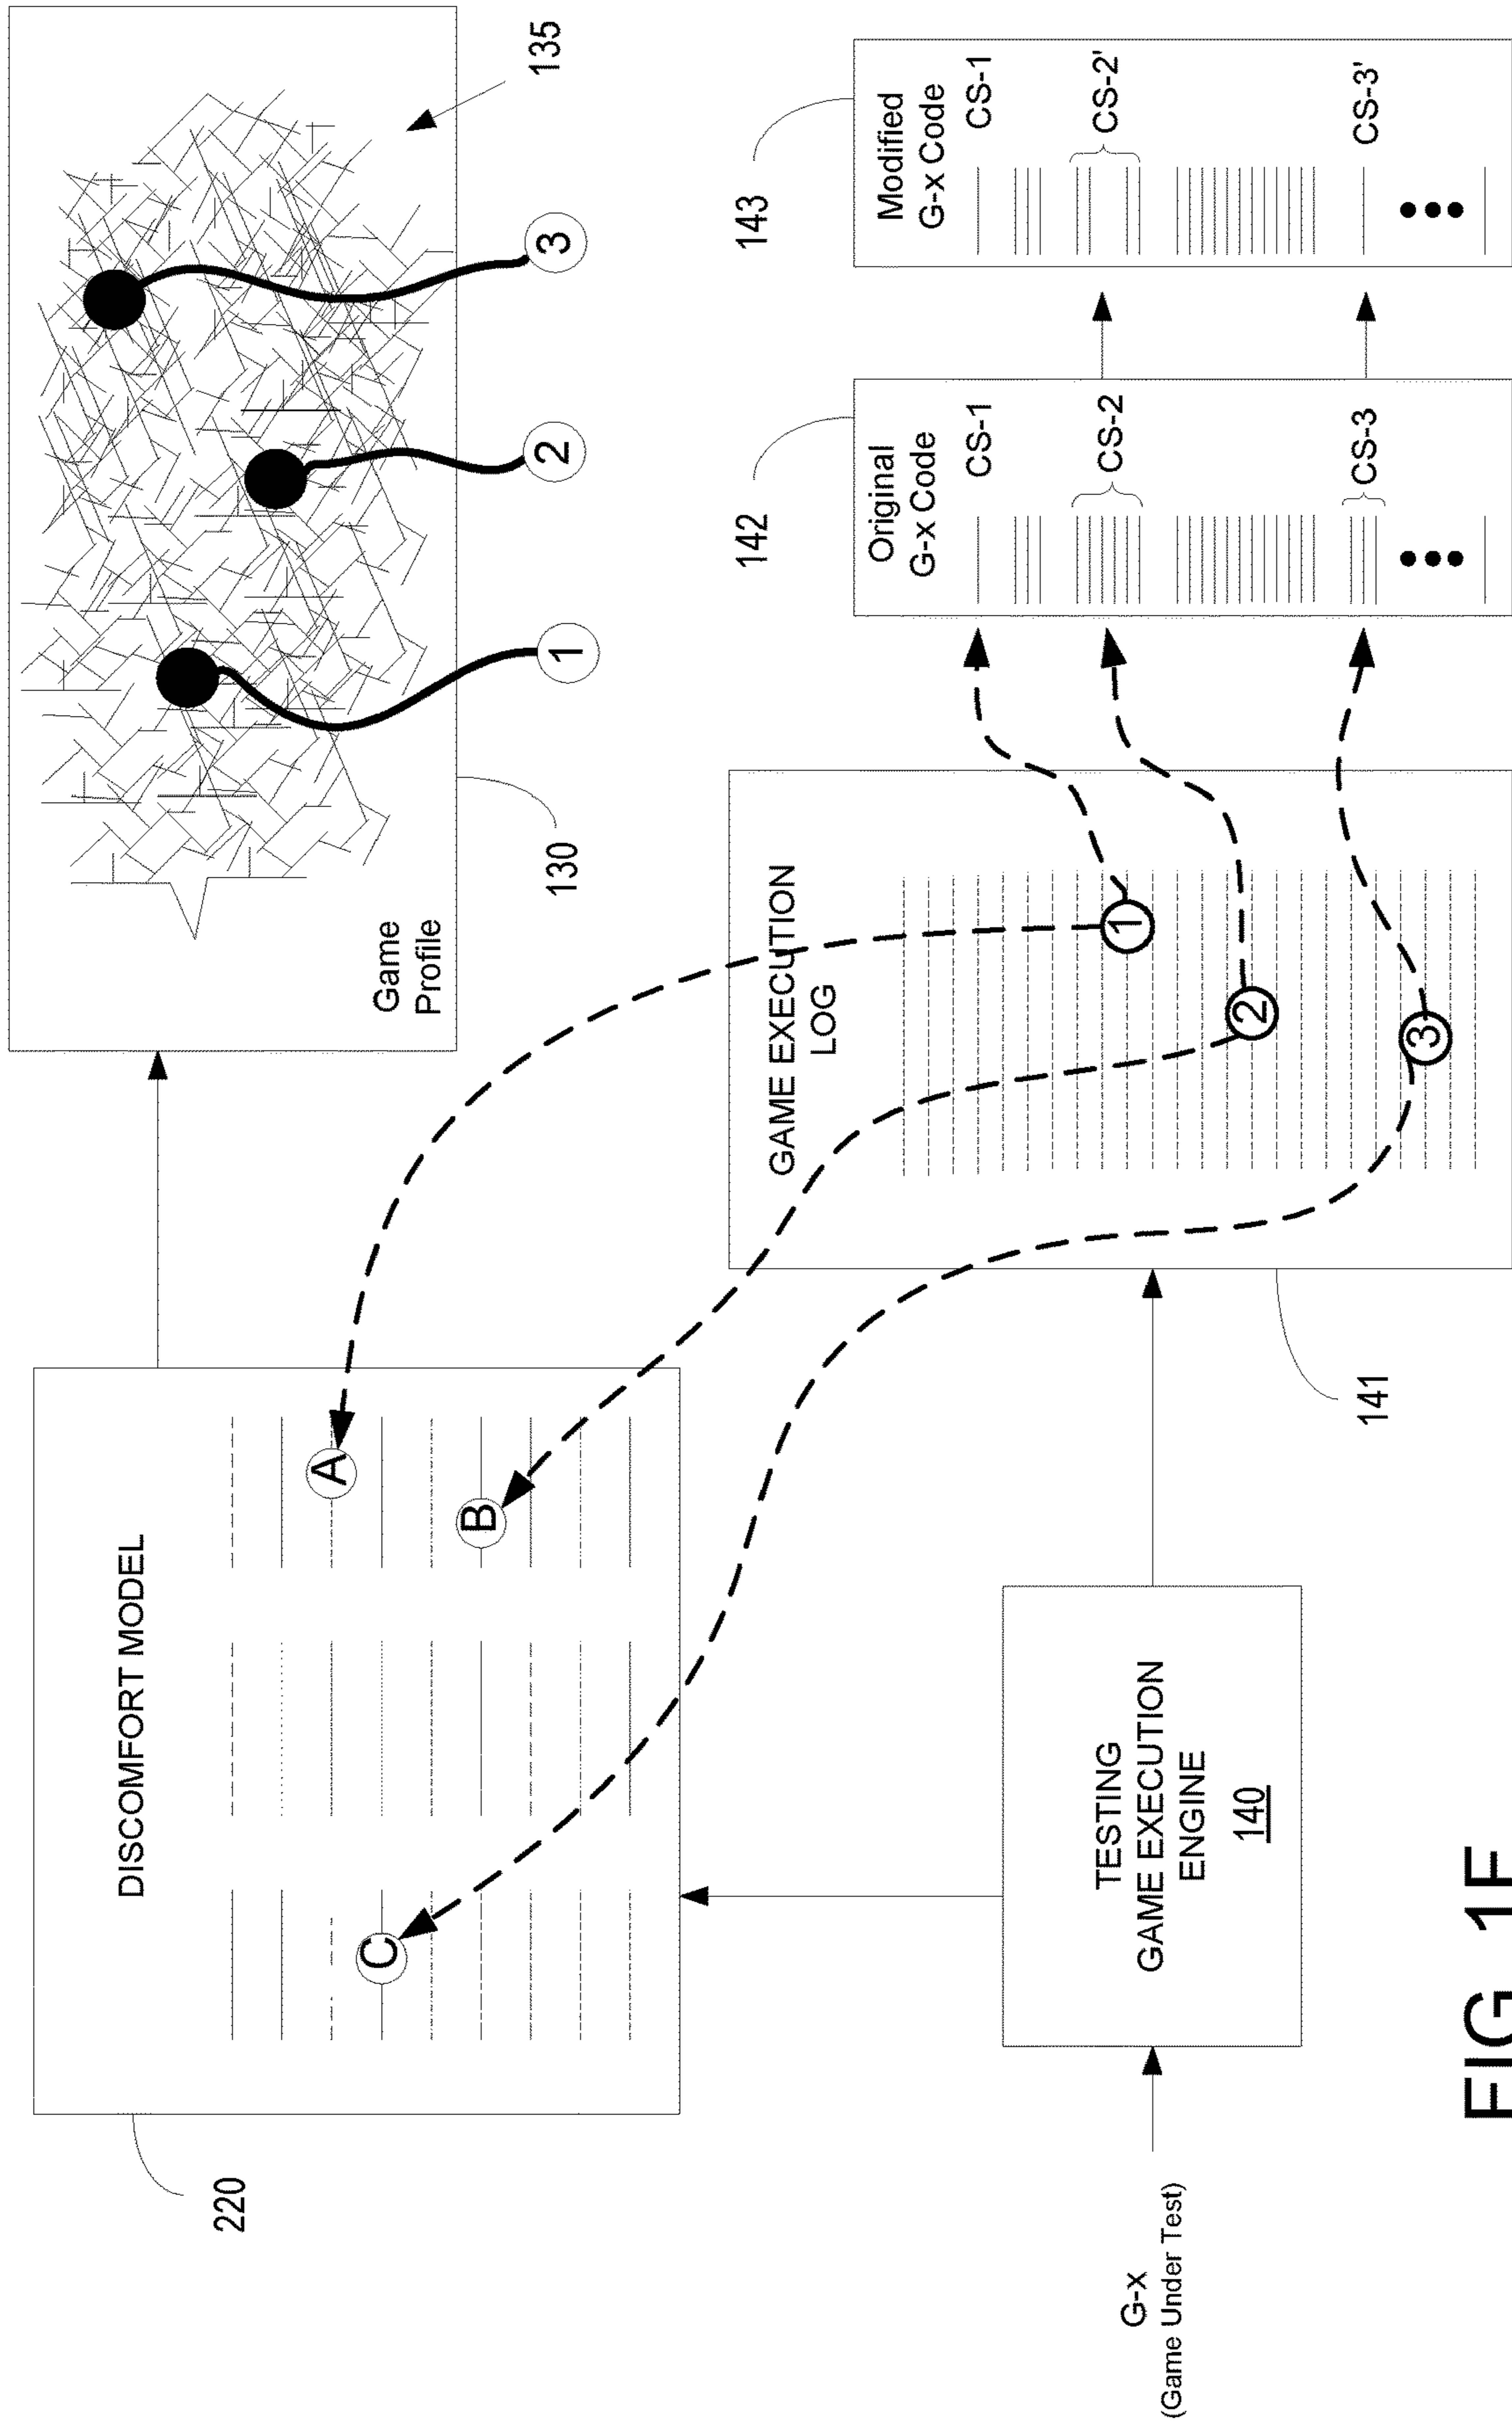 220
DISCOMFORT MODEL
A
B
C
Game
Profile
130
135
1
2
3
G-x
(Game Under Test)
TESTING
GAME EXECUTION
ENGINE
140
141
GAME EXECUTION
LOG
1
2
3
142
Original
G-x Code
CS-1
CS-2
CS-3
143
Modified
G-x Code
CS-1
CS-2'
CS-3'
FIG